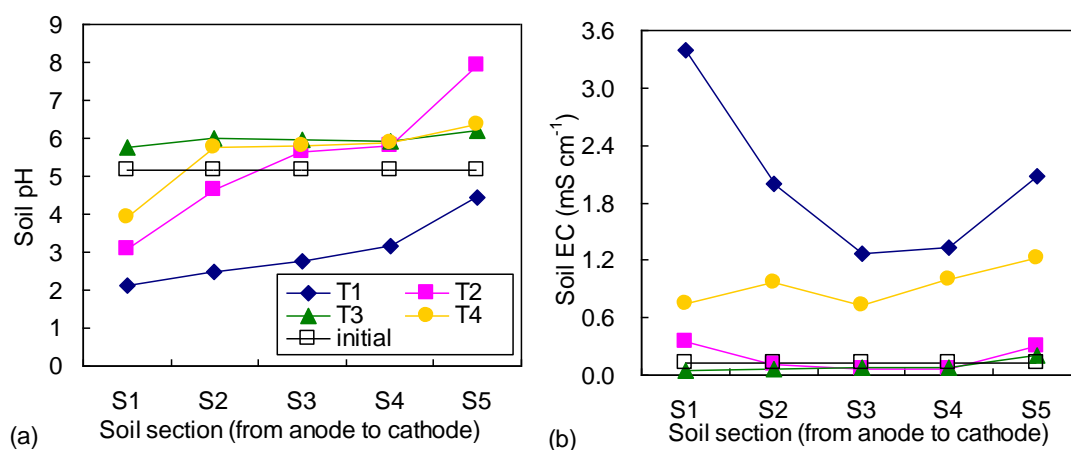 9
8
7
6
5
4
3
2
1
0
Soil pH
T1
T2
T3
T4
initial
S1 S2 S3 S4 S5
Soil section (from anode to cathode)
(a)
3.6
3.0
2.4
1.8
1.2
0.6
0.0
Soil EC (mS cm-1)
S1 S2 S3 S4 S5
Soil section (from anode to cathode)
(b)